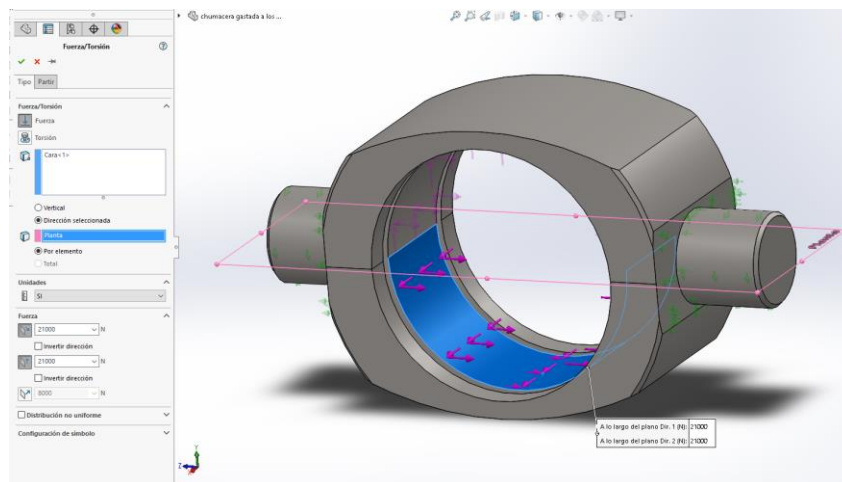 chumacera gastada a los ...
Fuerza/Torsión
Tipo Partir
Fuerza/Torsión
Fuerza
Torsión
Cara<1>
Vertical
Dirección seleccionada
Planta
Por elemento
Total
Unidades
SI
Fuerza
21000 N
Invertir dirección
21000 N
Invertir dirección
8000 N
Distribución no uniforme
Configuración de símbolo
A lo largo del plano Dir. 1 (N): 21000
A lo largo del plano Dir. 2 (N): 21000
Y
Z